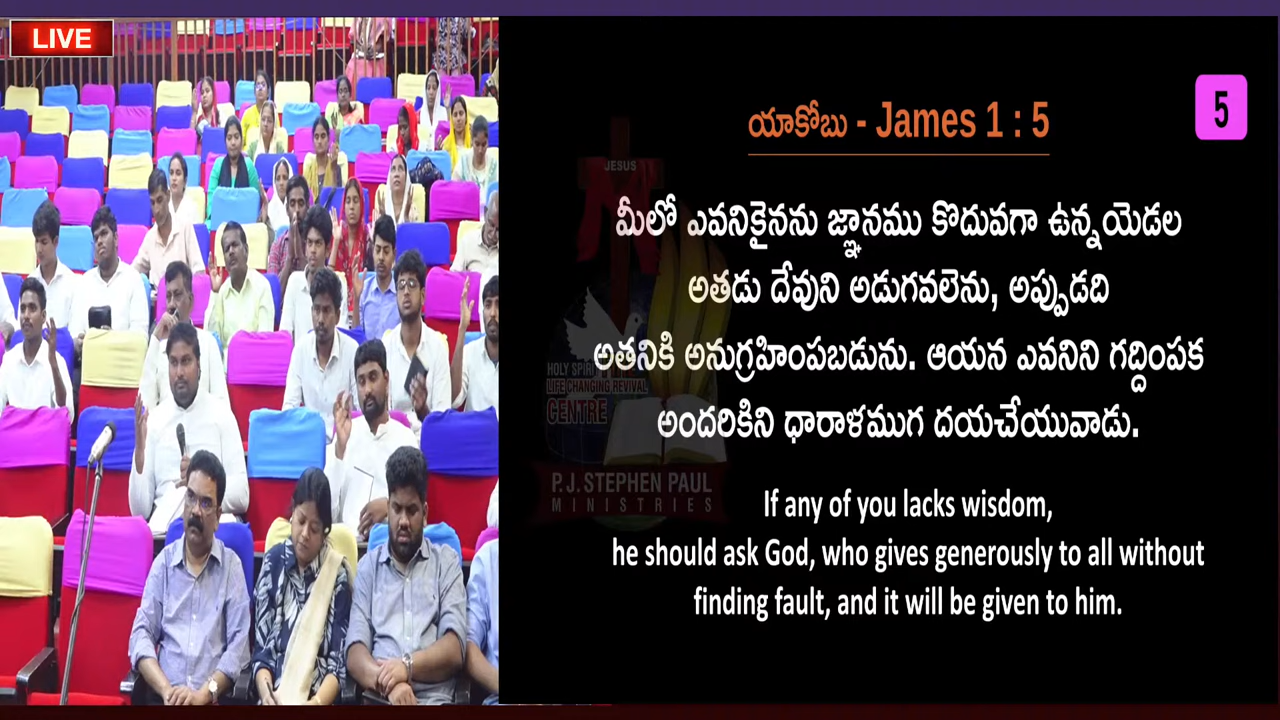 LIVE
5
యాకోబు - James 1 : 5
మీలో ఎవనికైనను జ్ఞానము కొదువగా ఉన్నయెడల
అతడు దేవుని అడుగవలెను, అప్పుడది
అతనికి అనుగ్రహింపబడును. ఆయన ఎవనిని గద్దింపక
అందరికిని ధారాళముగ దయచేయువాడు.
If any of you lacks wisdom,
he should ask God, who gives generously to all without
finding fault, and it will be given to him.
JESUS
HOLY SPIRIT
LIFE CHANGING REVIVAL
CENTRE
P.J.STEPHEN PAUL
MINISTRIES